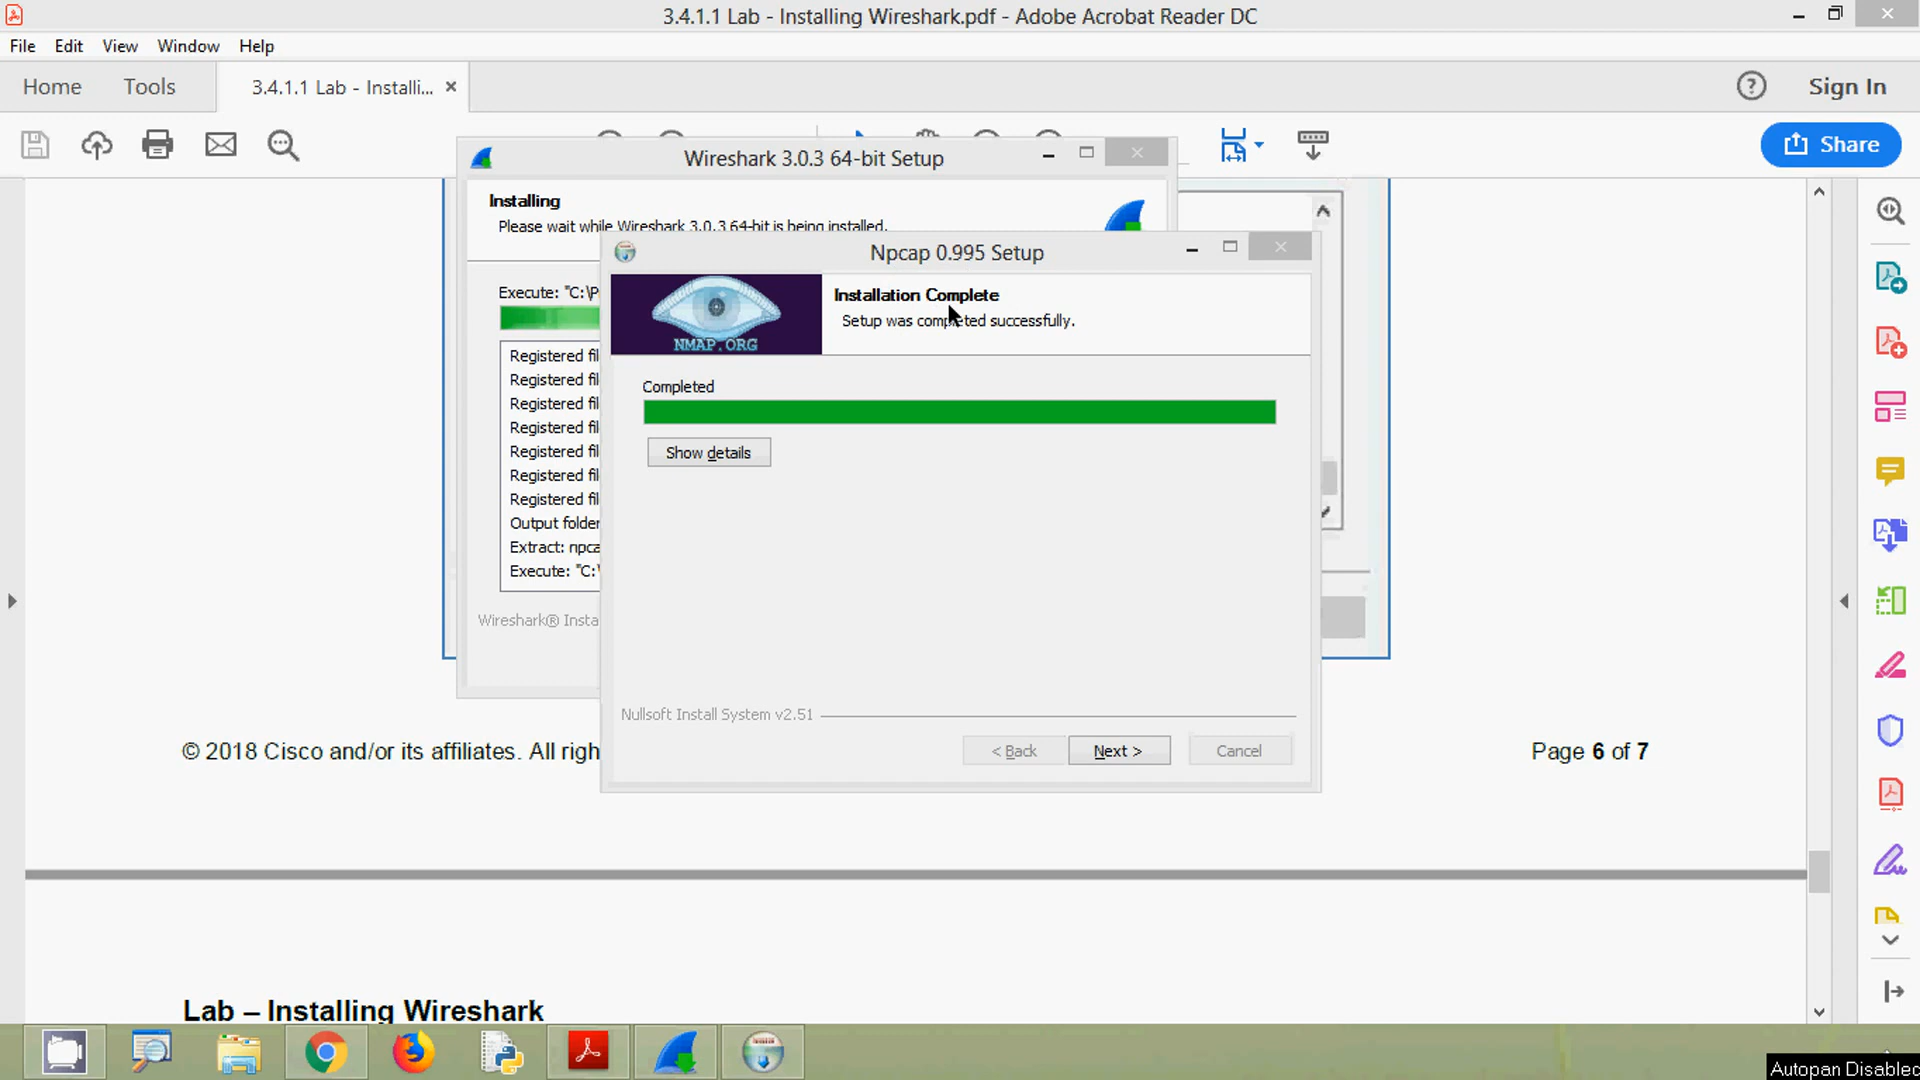 3.4.1.1 Lab - Installing Wireshark.pdf - Adobe Acrobat Reader DC
File Edit View Window Help
Home Tools 3.4.1.1 Lab - Installi... × Sign In
Share
Wireshark 3.0.3 64-bit Setup
Installing
Please wait while Wireshark 3.0.3 64-bit is being installed.
Npcap 0.995 Setup
NMAP.ORG
Installation Complete
Setup was completed successfully.
Execute: "C:\P
Completed
Registered fil
Registered fil
Registered fil
Registered fil
Registered fil
Registered fil
Registered fil
Output folder
Extract: npca
Execute: "C:\
Show details
Wireshark® Insta
Nullsoft Install System v2.51
< Back Next > Cancel
© 2018 Cisco and/or its affiliates. All righ
Page 6 of 7
Lab – Installing Wireshark
Autopan Disabled